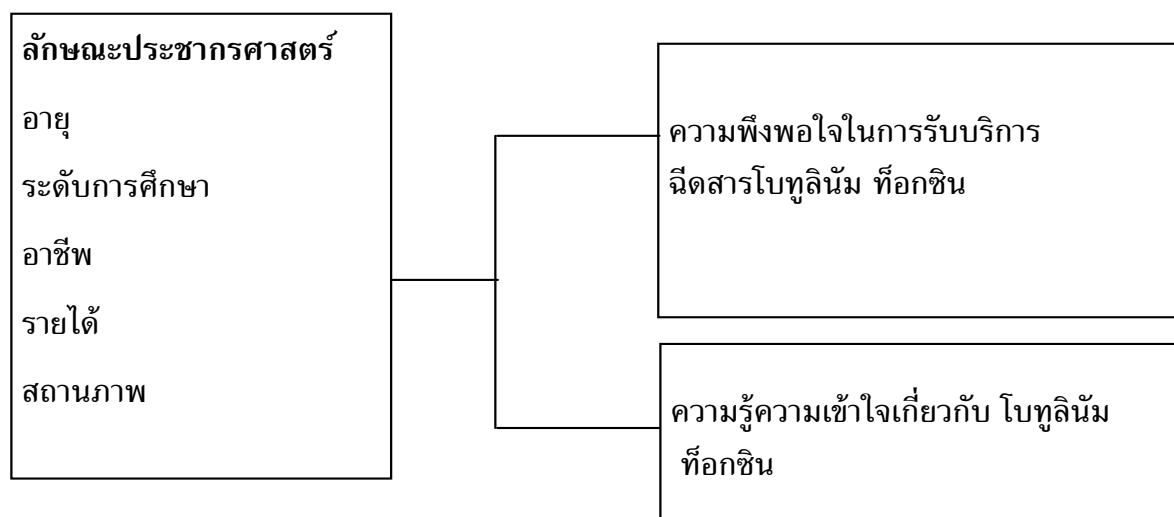 ลักษณะประชากรศาสตร์
อายุ
ระดับการศึกษา
อาชีพ
รายได้
สถานภาพ
ความพึงพอใจในการรับบริการ
ฉีดสารโบทูลินัม ท็อกซิน
ความรู้ความเข้าใจเกี่ยวกับ โบทูลินัม
ท็อกซิน